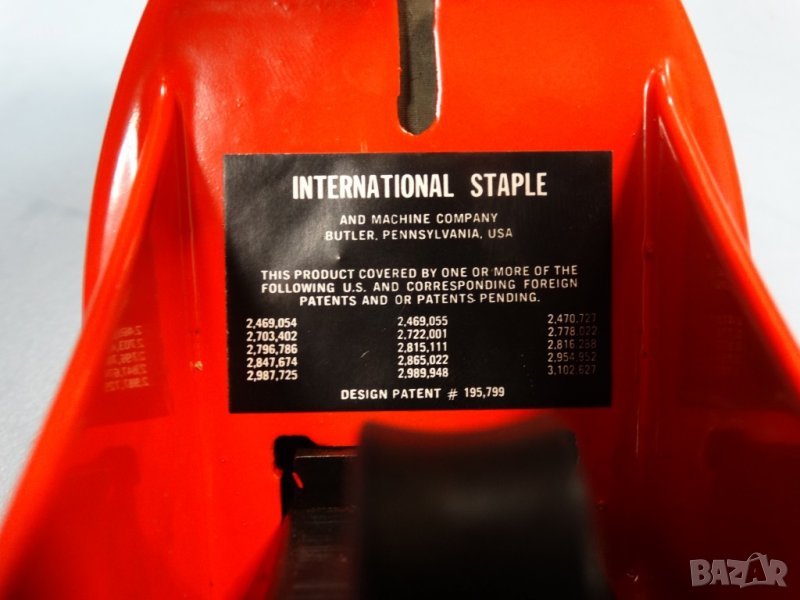 INTERNATIONAL STAPLE
AND MACHINE COMPANY
BUTLER, PENNSYLVANIA, USA
THIS PRODUCT COVERED BY ONE OR MORE OF THE
FOLLOWING U.S. AND CORRESPONDING FOREIGN
PATENTS AND OR PATENTS PENDING.
2,469,054 2,469,055 2,470,727
2,703,402 2,722,001 2,778,022
2,796,786 2,815,111 2,816,288
2,847,674 2,865,022 2,954,952
2,987,725 2,989,948 3,102,627
DESIGN PATENT # 195,799
BAZAR